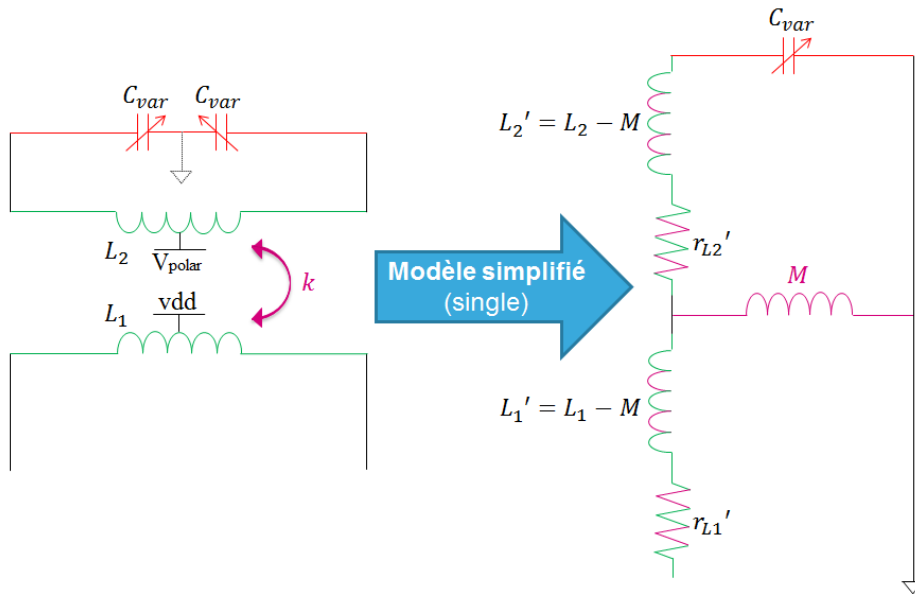 C_var C_var
L_2
V_polar
k
vdd
L_1
Modèle simplifié
(single)
C_var
L_2' = L_2 − M
r_L2'
M
L_1' = L_1 − M
r_L1'